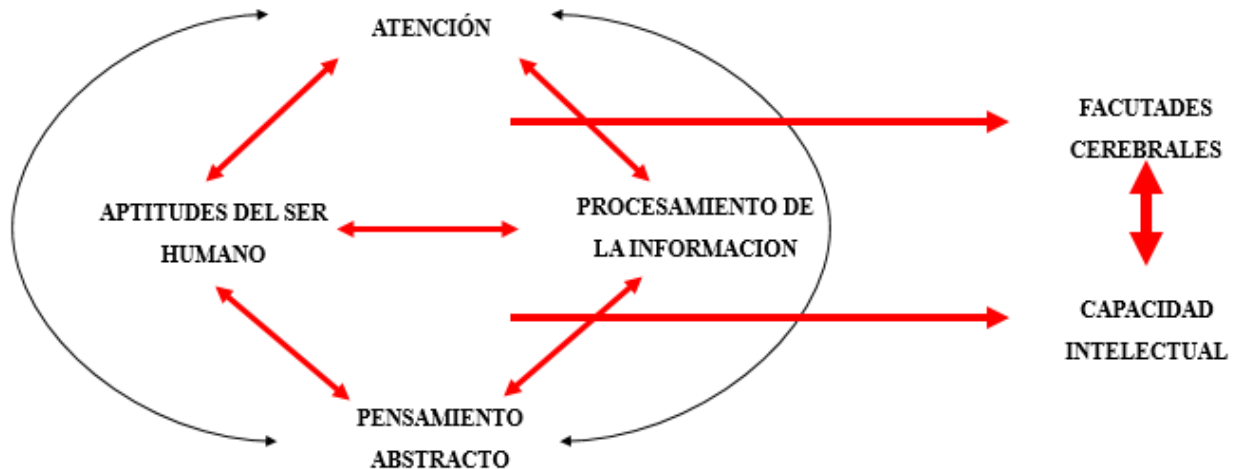 ATENCIÓN
FACUTADES
CEREBRALES
APTITUDES DEL SER
HUMANO
PROCESAMIENTO DE
LA INFORMACION
CAPACIDAD
INTELECTUAL
PENSAMIENTO
ABSTRACTO